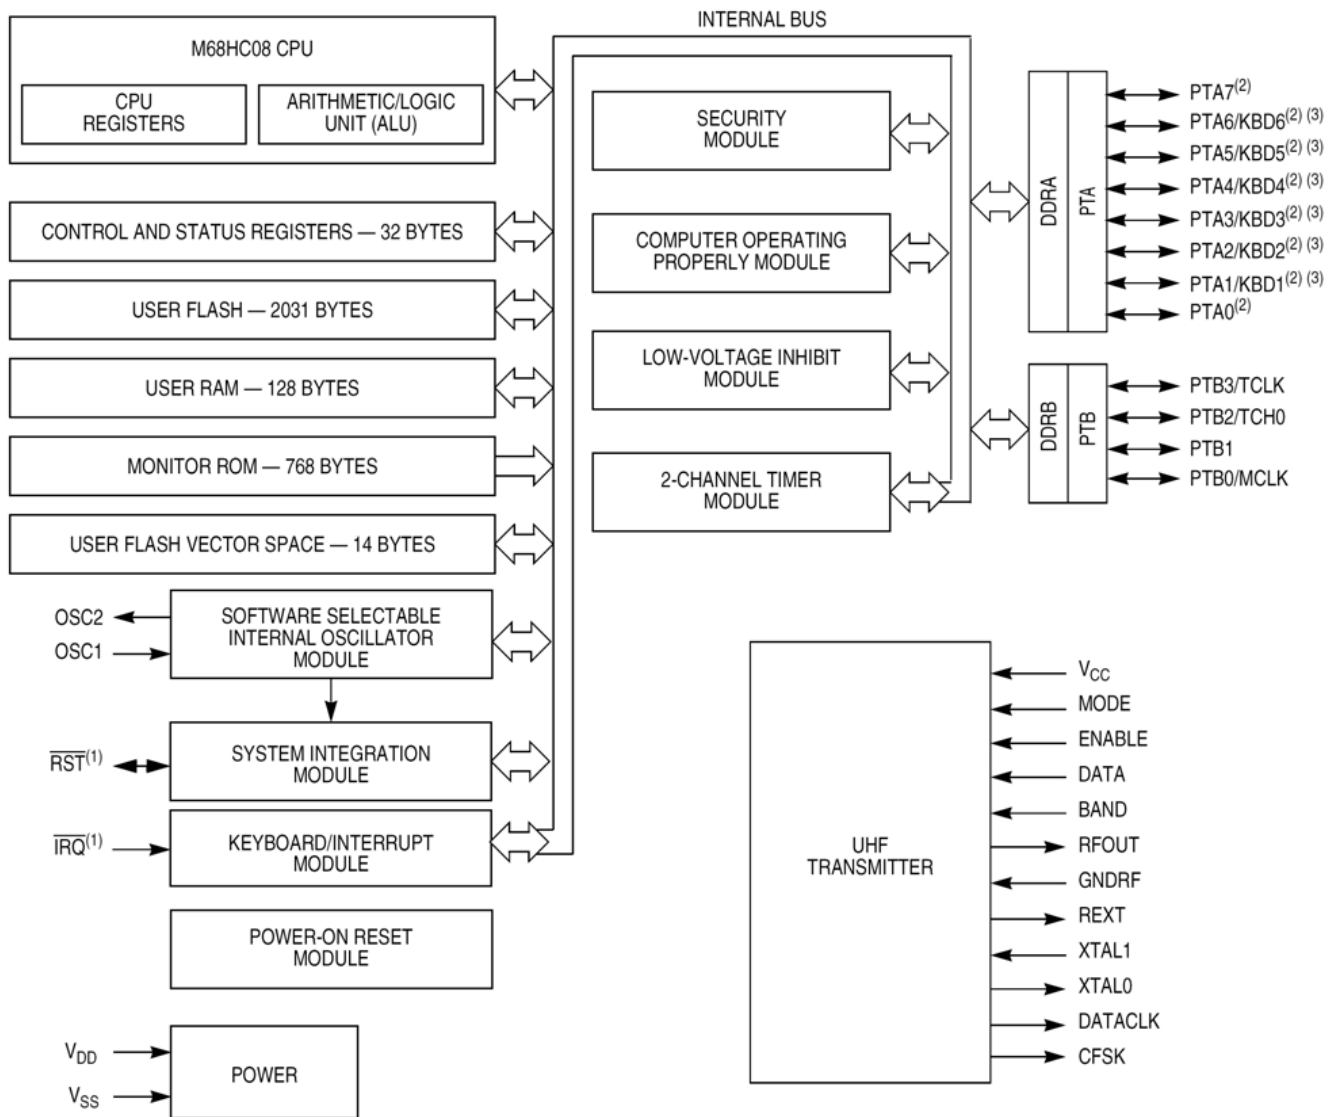 INTERNAL BUS
M68HC08 CPU
CPU
REGISTERS
ARITHMETIC/LOGIC
UNIT (ALU)
CONTROL AND STATUS REGISTERS — 32 BYTES
USER FLASH — 2031 BYTES
USER RAM — 128 BYTES
MONITOR ROM — 768 BYTES
USER FLASH VECTOR SPACE — 14 BYTES
OSC2
OSC1
SOFTWARE SELECTABLE
INTERNAL OSCILLATOR
MODULE
RST(1)
SYSTEM INTEGRATION
MODULE
IRQ(1)
KEYBOARD/INTERRUPT
MODULE
POWER-ON RESET
MODULE
VDD
VSS
POWER
SECURITY
MODULE
COMPUTER OPERATING
PROPERLY MODULE
LOW-VOLTAGE INHIBIT
MODULE
2-CHANNEL TIMER
MODULE
DDRA
PTA
PTA7(2)
PTA6/KBD6(2) (3)
PTA5/KBD5(2) (3)
PTA4/KBD4(2) (3)
PTA3/KBD3(2) (3)
PTA2/KBD2(2) (3)
PTA1/KBD1(2) (3)
PTA0(2)
DDRB
PTB
PTB3/TCLK
PTB2/TCH0
PTB1
PTB0/MCLK
UHF
TRANSMITTER
VCC
MODE
ENABLE
DATA
BAND
RFOUT
GNDRF
REXT
XTAL1
XTAL0
DATACLK
CFSK